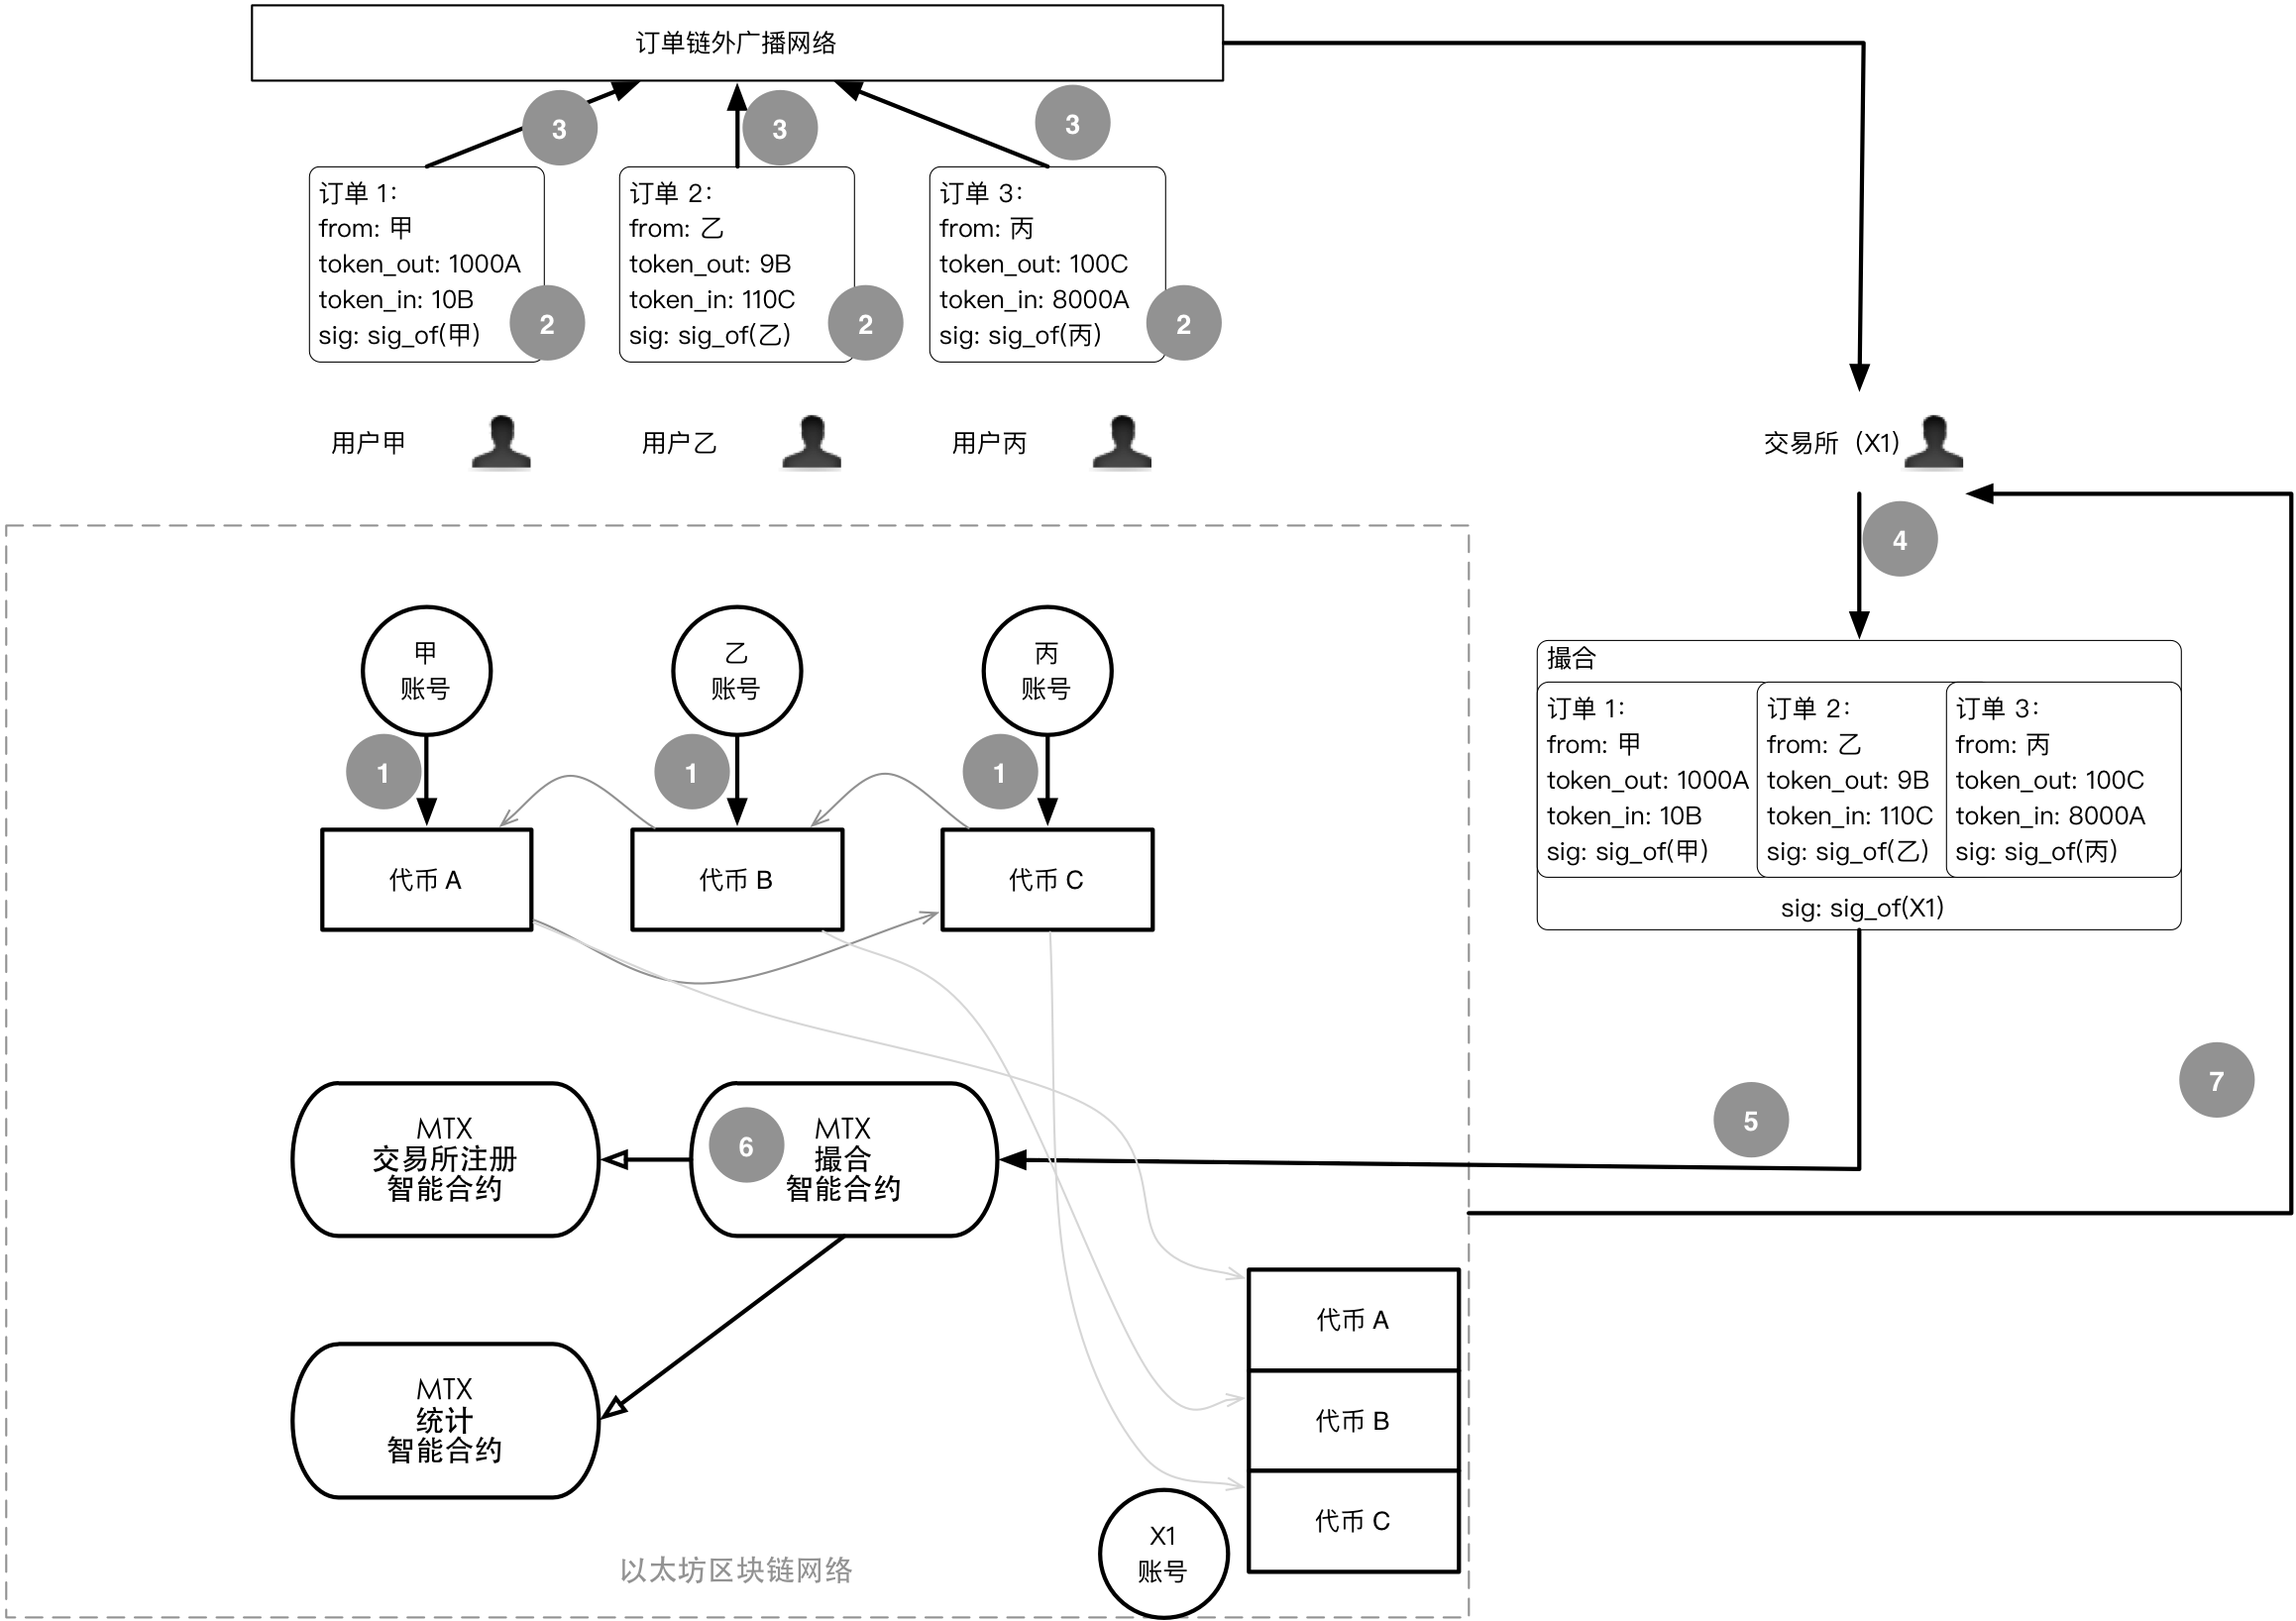 订单链外广播网络
3
3
3
订单 1:
from: 甲
token_out: 1000A
token_in: 10B
sig: sig_of(甲)
2
订单 2:
from: 乙
token_out: 9B
token_in: 110C
sig: sig_of(乙)
2
订单 3:
from: 丙
token_out: 100C
token_in: 8000A
sig: sig_of(丙)
2
用户甲
用户乙
用户丙
交易所（X1）
4
甲
账号
乙
账号
丙
账号
1
1
1
代币 A
代币 B
代币 C
撮合
订单 1:
from: 甲
token_out: 1000A
token_in: 10B
sig: sig_of(甲)
订单 2:
from: 乙
token_out: 9B
token_in: 110C
sig: sig_of(乙)
订单 3:
from: 丙
token_out: 100C
token_in: 8000A
sig: sig_of(丙)
sig: sig_of(X1)
5
7
MTX
交易所注册
智能合约
6
MTX
撮合
智能合约
MTX
统计
智能合约
代币 A
代币 B
代币 C
X1
账号
以太坊区块链网络